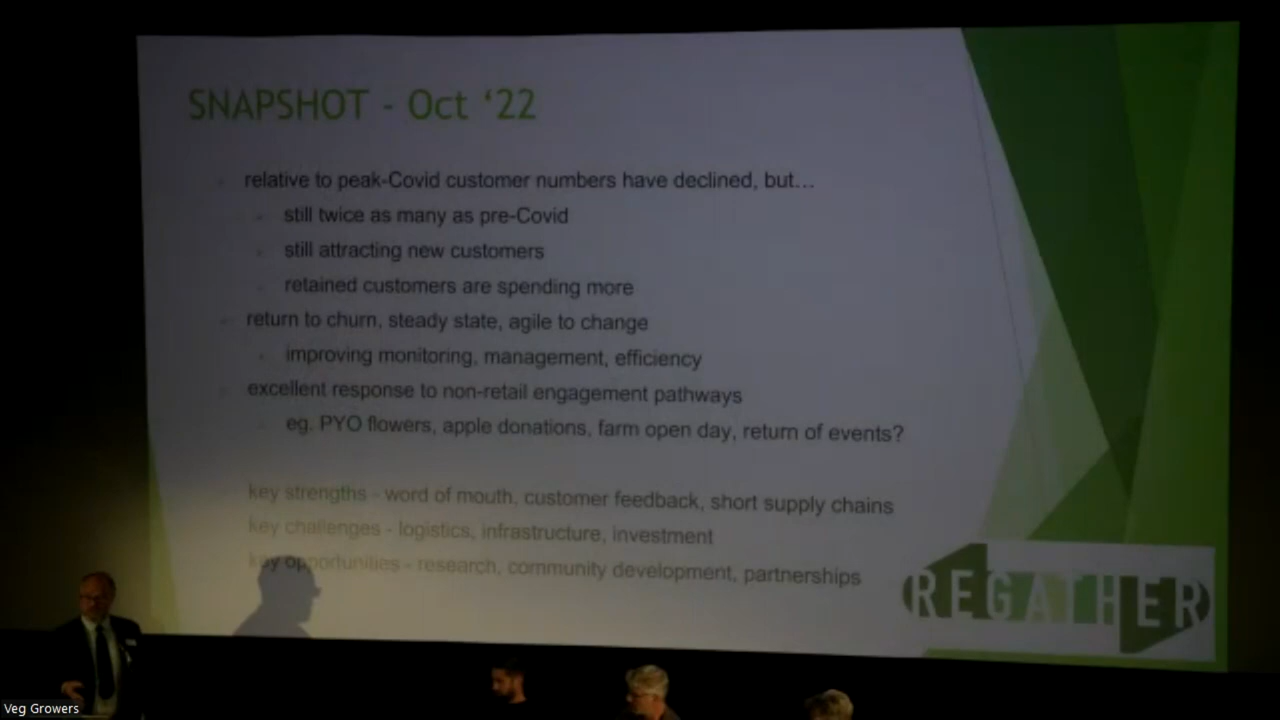 SNAPSHOT - Oct ‘22
relative to peak-Covid customer numbers have declined, but…
still twice as many as pre-Covid
still attracting new customers
retained customers are spending more
return to churn, steady state, agile to change
improving monitoring, management, efficiency
excellent response to non-retail engagement pathways
eg. PYO flowers, apple donations, farm open day, return of events?
key strengths - word of mouth, customer feedback, short supply chains
key challenges - logistics, infrastructure, investment
key opportunities - research, community development, partnerships
REGATHER
Veg Growers